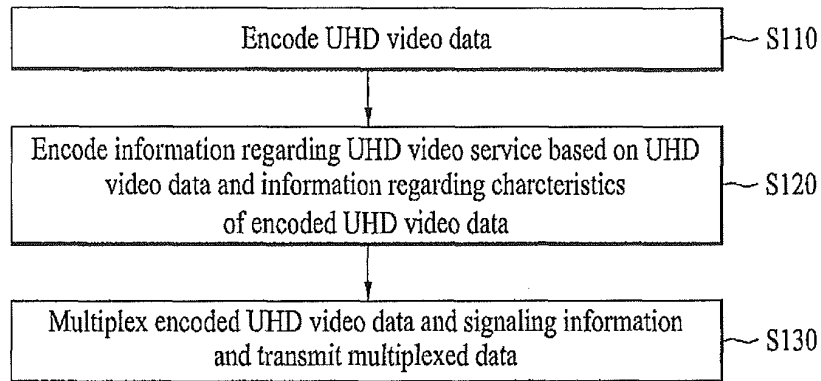 Encode UHD video data
S110
Encode information regarding UHD video service based on UHD
video data and information regarding charcteristics
of encoded UHD video data
S120
Multiplex encoded UHD video data and signaling information
and transmit multiplexed data
S130